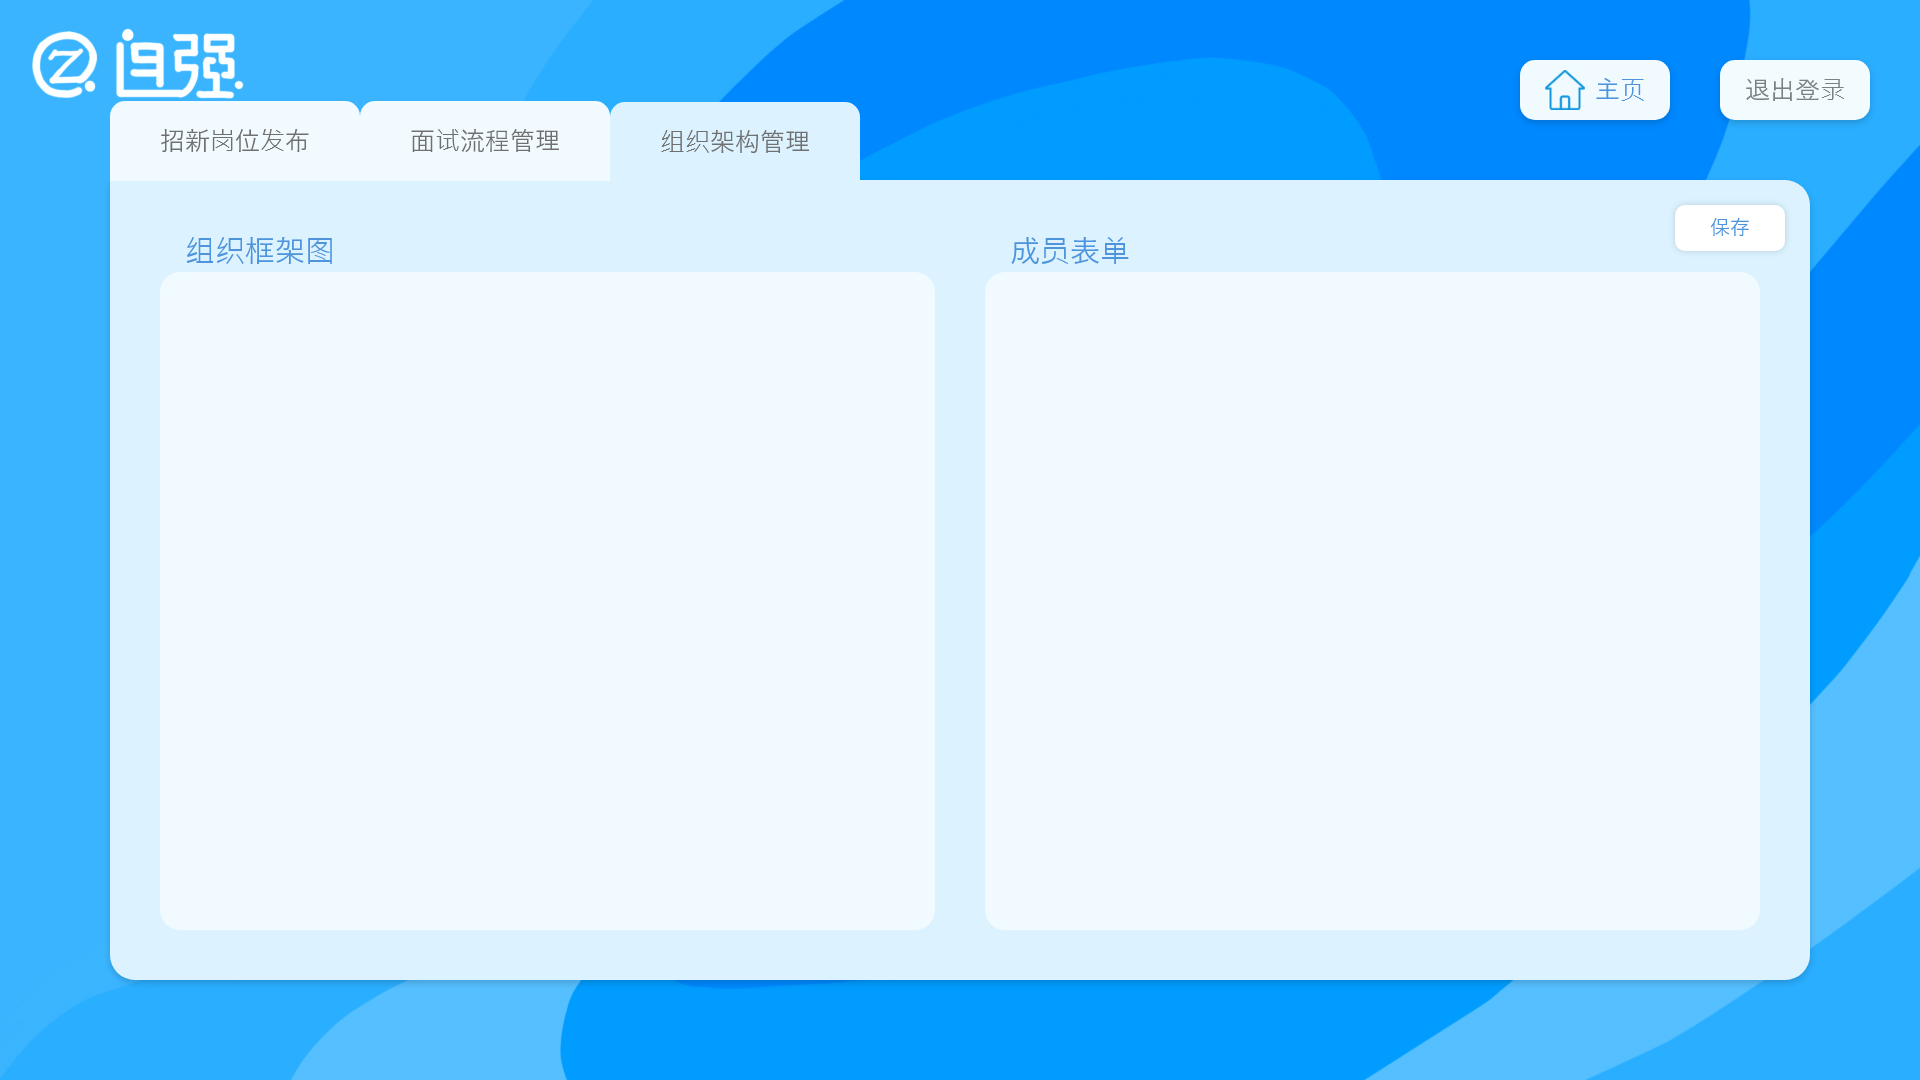 自强
主页
退出登录
招新岗位发布
面试流程管理
组织架构管理
保存
组织框架图
成员表单